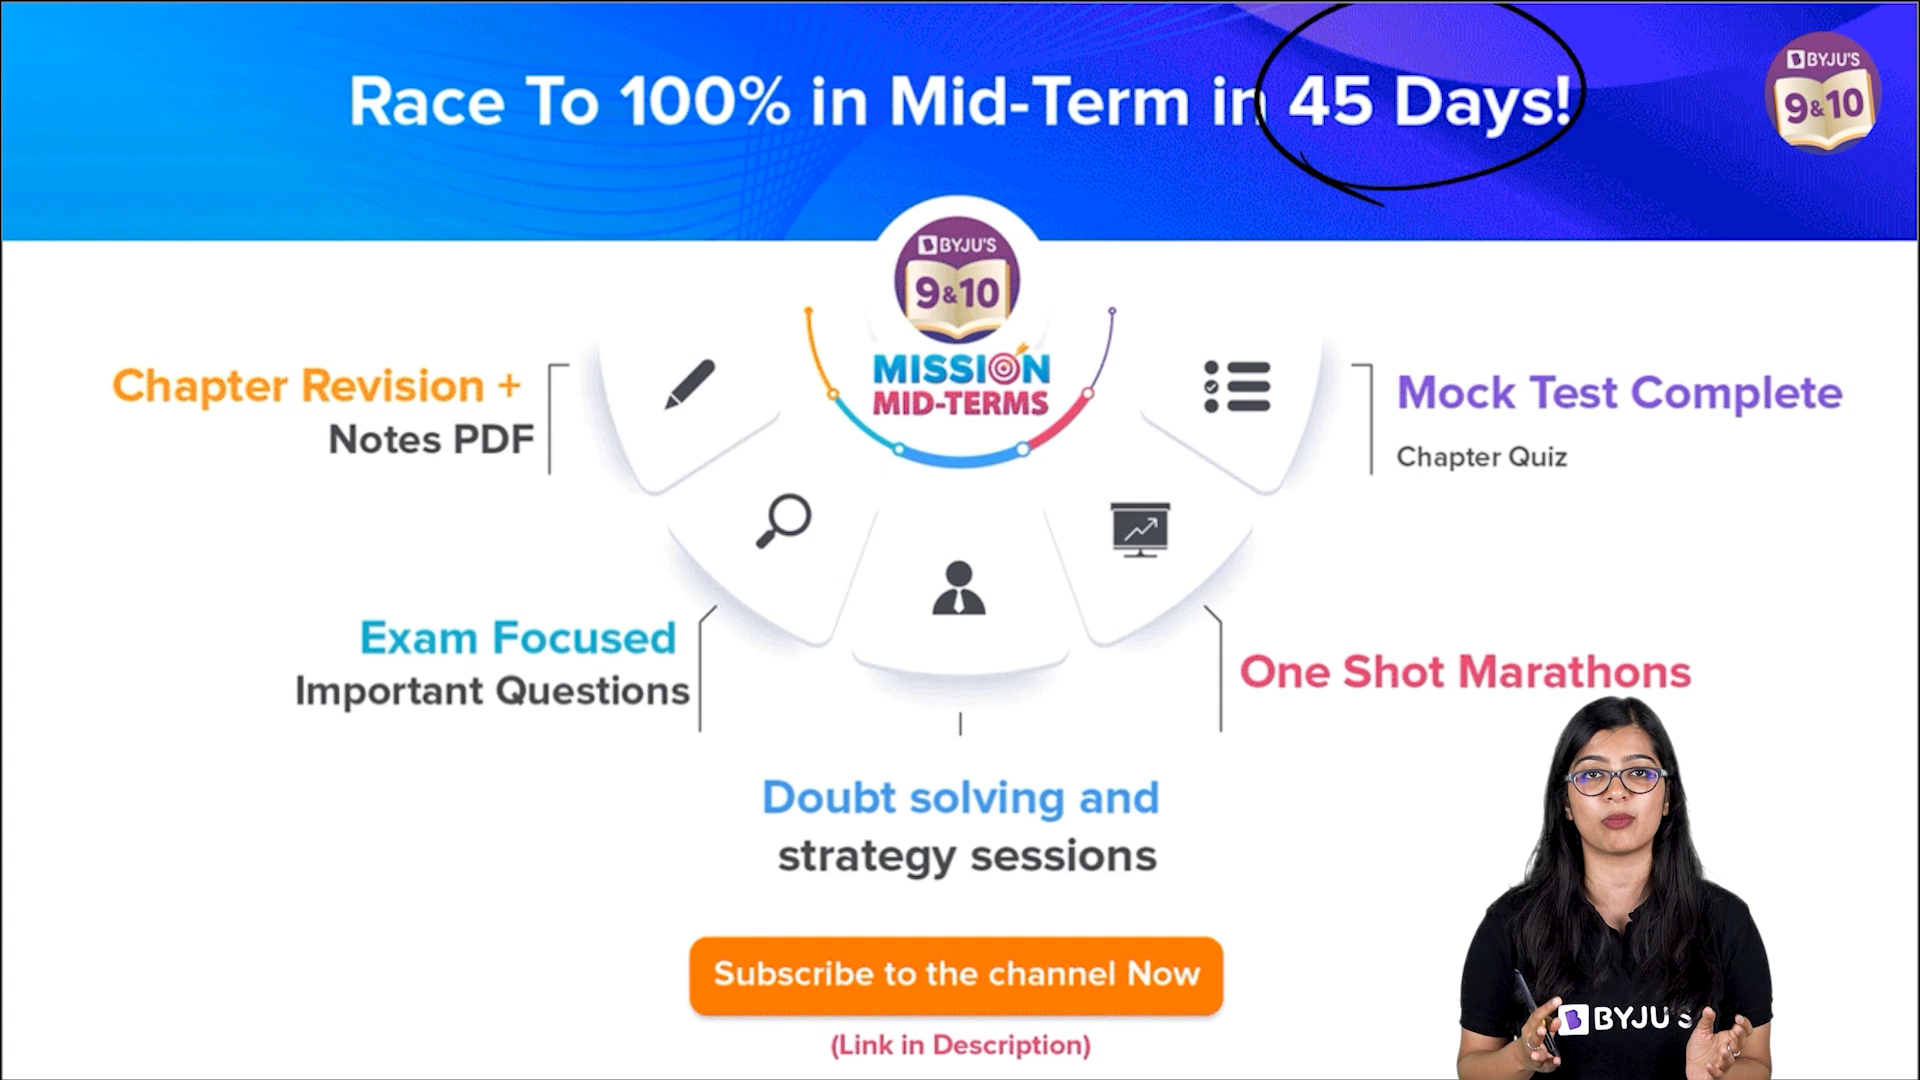 Race To 100% in Mid-Term in 45 Days!
BYJU'S
9&10
BYJU'S
9&10
MISSION
MID-TERMS
Chapter Revision +
Notes PDF
Mock Test Complete
Chapter Quiz
Exam Focused
Important Questions
One Shot Marathons
Doubt solving and
strategy sessions
Subscribe to the channel Now
(Link in Description)
BYJU'S